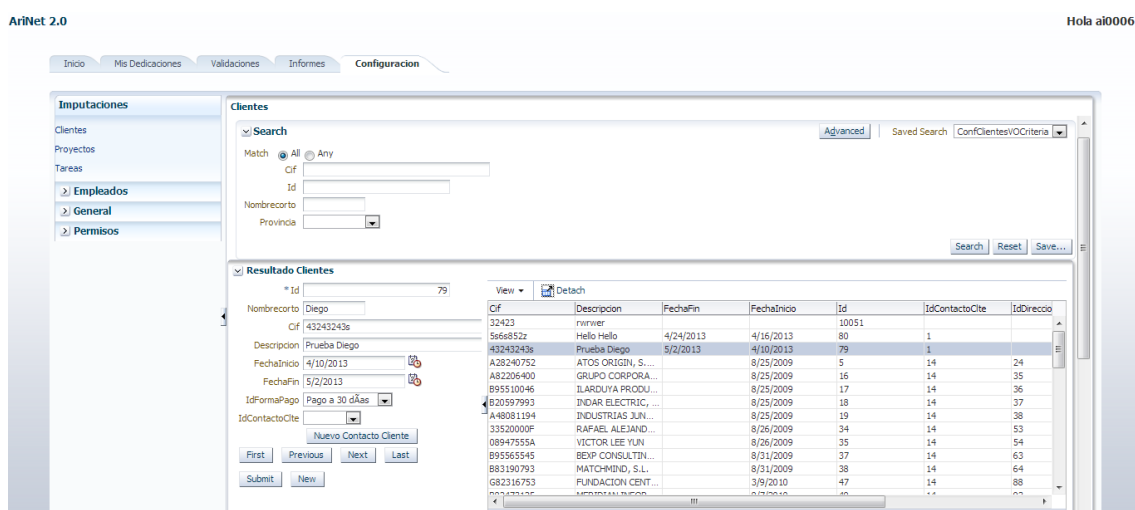 AriNet 2.0
Hola ai0006
Inicio Mis Dedicaciones Validaciones Informes Configuracion
Imputaciones
Clientes
Proyectos
Tareas
Empleados
General
Permisos
Clientes
Search
Advanced Saved Search ConfClientesVOCriteria
Match All Any
Cif
Id
Nombrecorto
Provincia
Search Reset Save...
Resultado Clientes
* Id 79
Nombrecorto Diego
Cif 43243243s
Descripcion Prueba Diego
FechaInicio 4/10/2013
FechaFin 5/2/2013
IdFormaPago Pago a 30 dÃas
IdContactoClte
Nuevo Contacto Cliente
First Previous Next Last
Submit New
View Detach
Cif Descripcion FechaFin FechaInicio Id IdContactoClte IdDireccio
32423 rwrwer 10051
5s6s852z Hello Hello 4/24/2013 4/16/2013 80 1
43243243s Prueba Diego 5/2/2013 4/10/2013 79 1
A28240752 ATOS ORIGIN, S.... 8/25/2009 5 14 24
A82206400 GRUPO CORPORA... 8/25/2009 16 14 35
B95510046 ILARDUYA PRODU... 8/25/2009 17 14 36
B20597993 INDAR ELECTRIC, ... 8/25/2009 18 14 37
A48081194 INDUSTRIAS JUN... 8/25/2009 19 14 38
33520000F RAFAEL ALEJAND... 8/26/2009 34 14 53
08947555A VICTOR LEE YUN 8/26/2009 35 14 54
B95565545 BEXP CONSULTIN... 8/31/2009 37 14 63
B83190793 MATCHMIND, S.L. 8/31/2009 38 14 64
G82316753 FUNDACION CENT... 3/9/2010 47 14 88